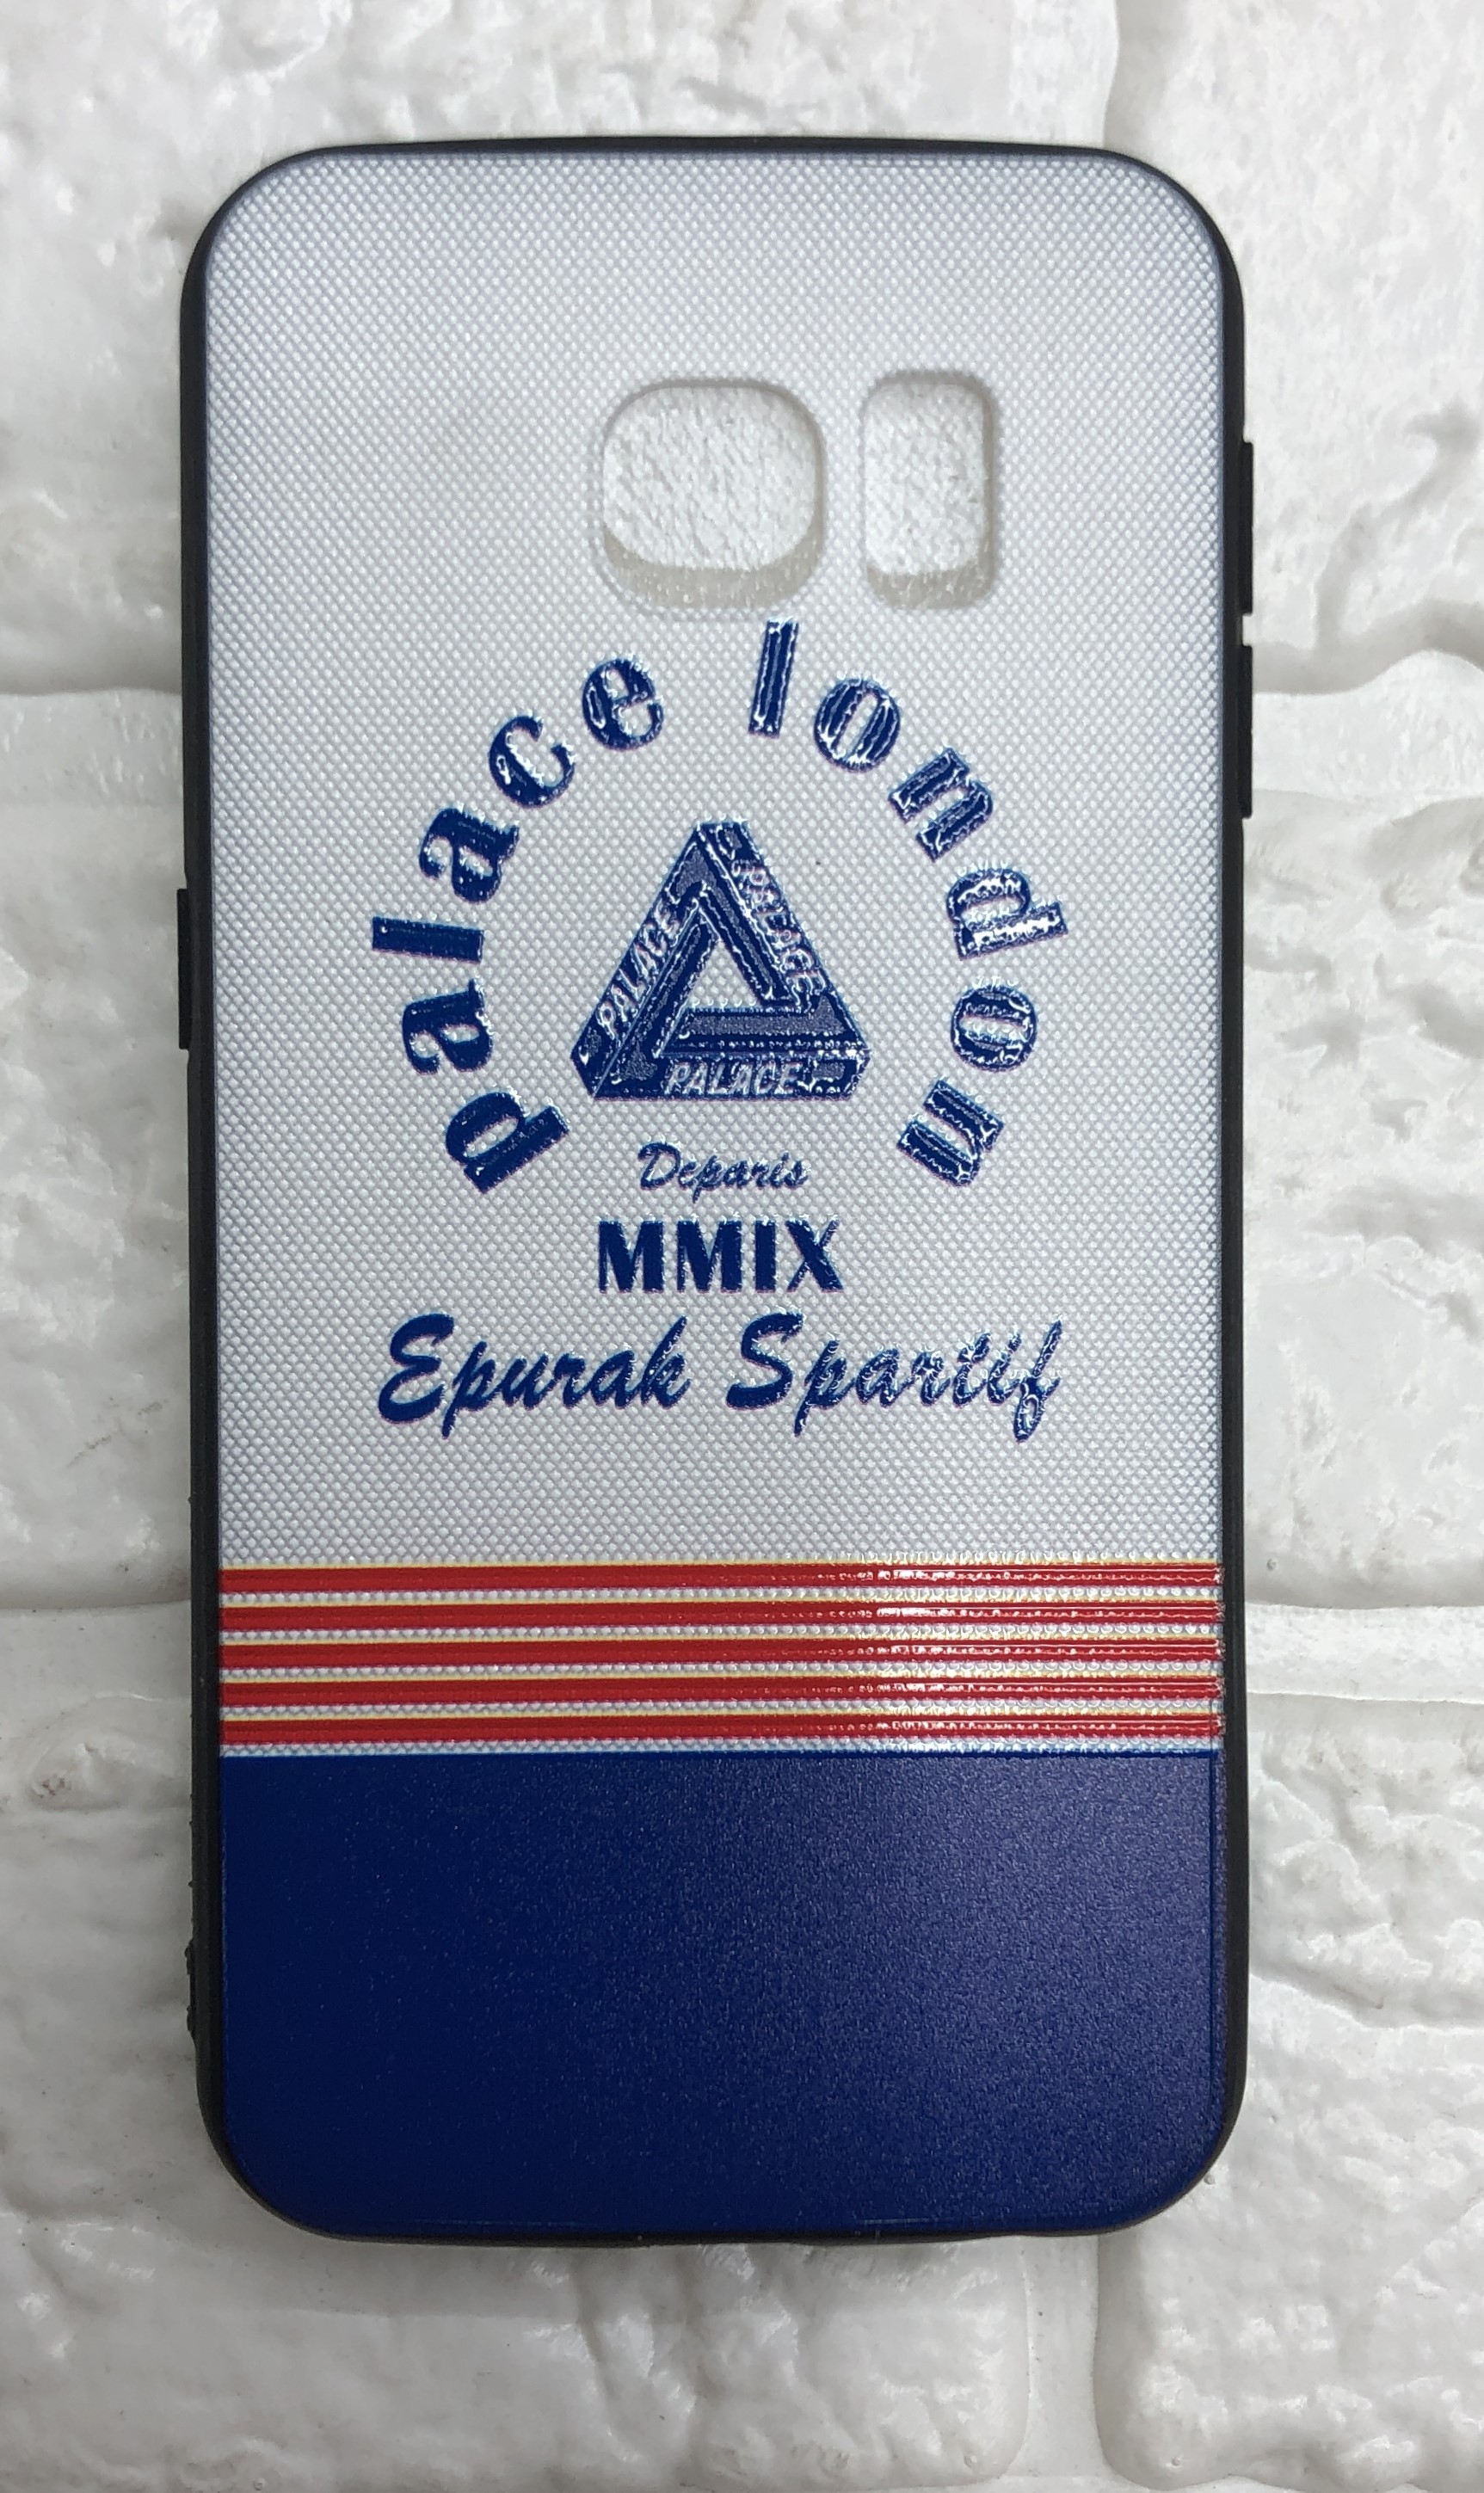 palace london
PALACE
PALACE
PALACE
Deparis
MMIX
Epurak Spartif